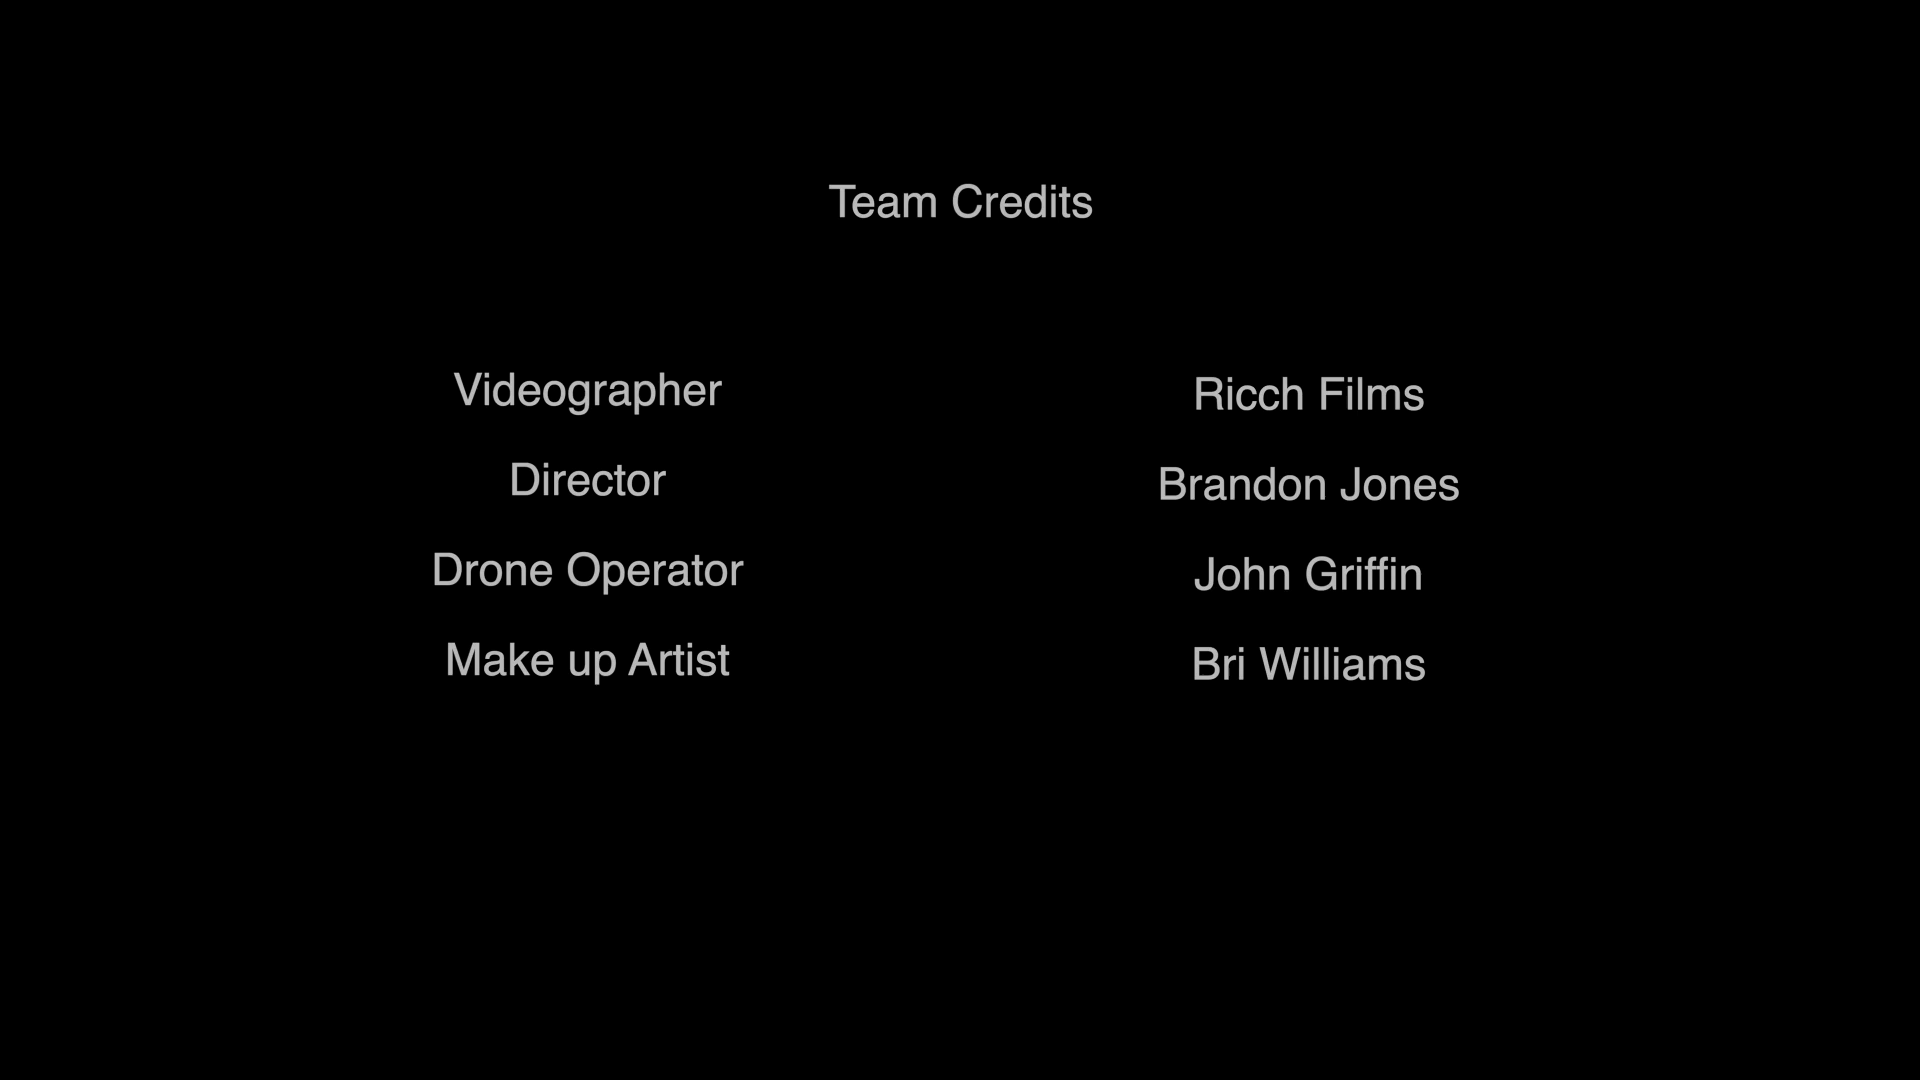 Team Credits
Videographer Ricch Films
Director Brandon Jones
Drone Operator John Griffin
Make up Artist Bri Williams